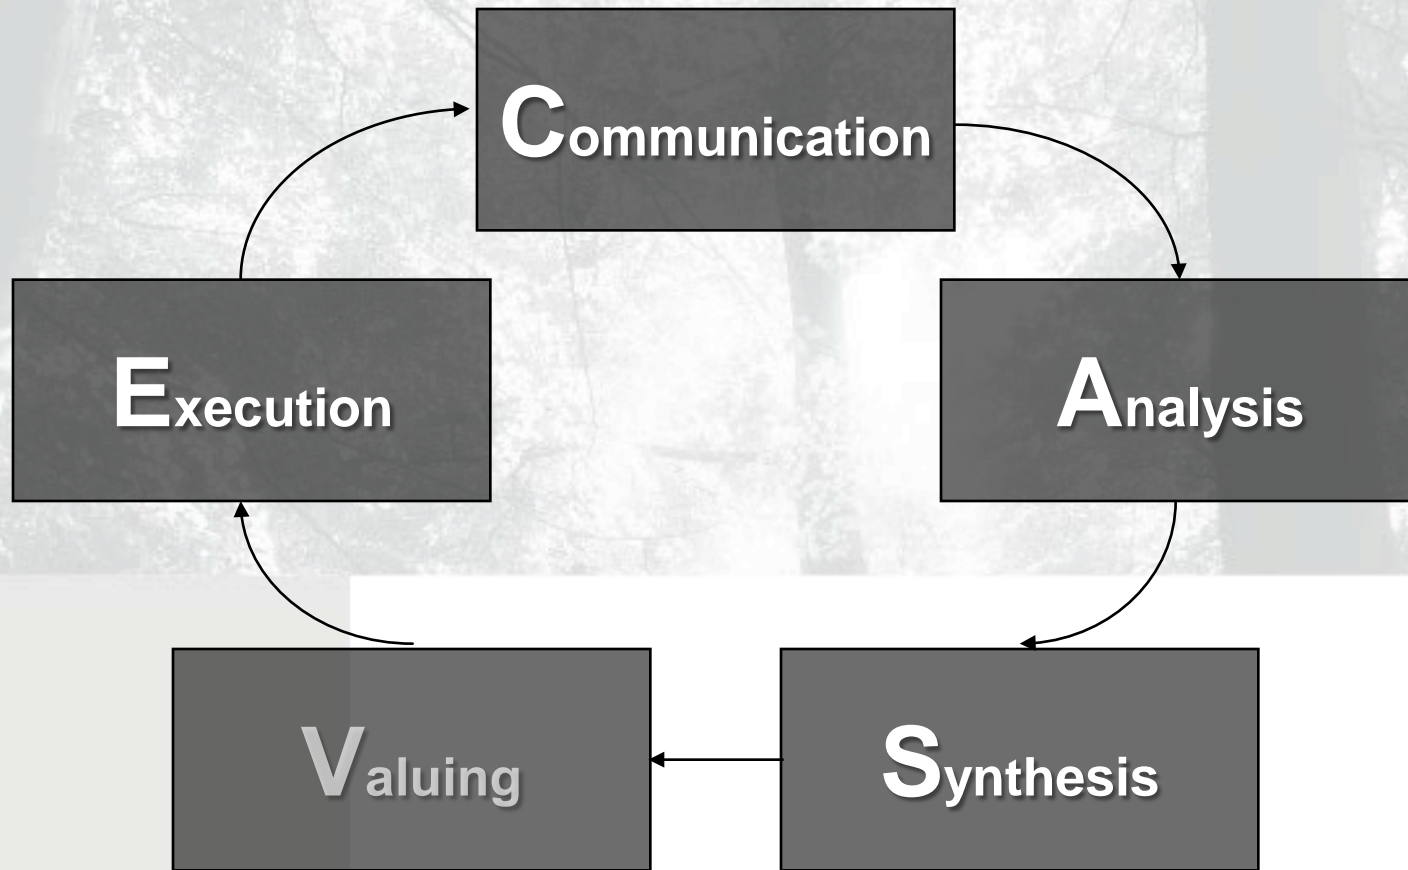 Communication
Analysis
Synthesis
Valuing
Execution